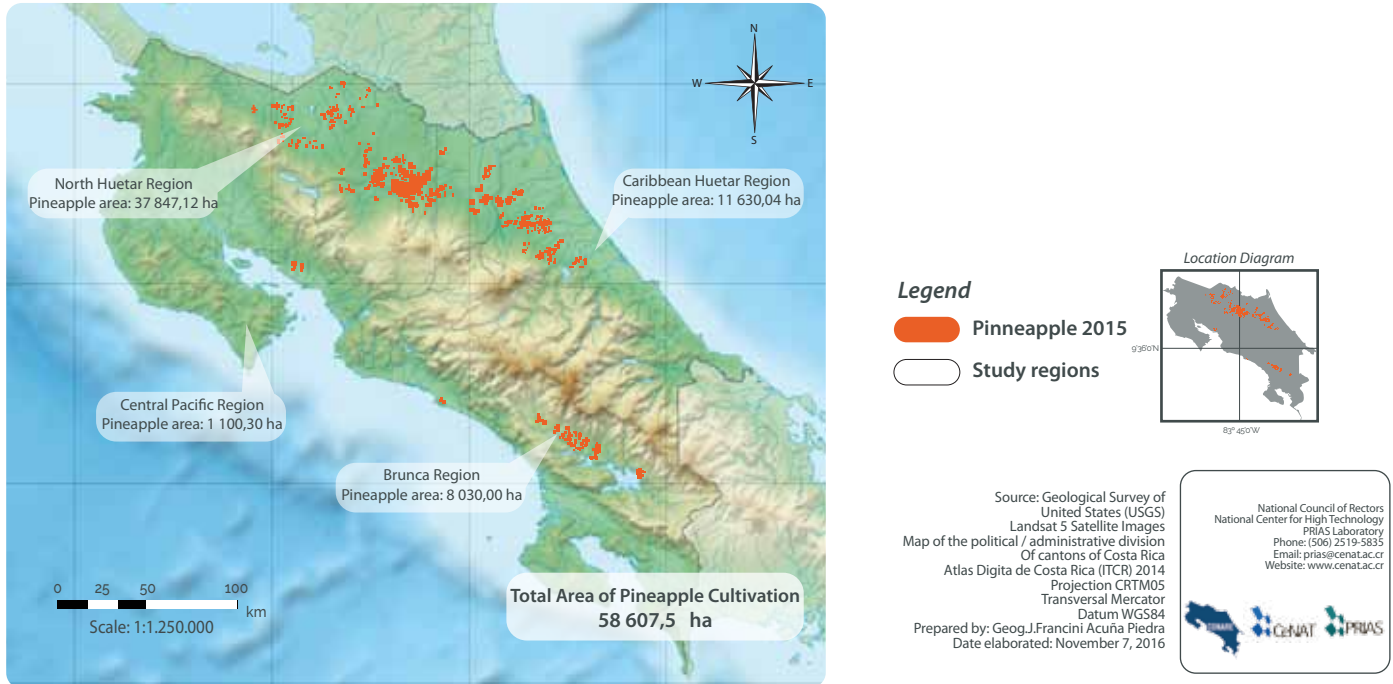 N
W
E
S
North Huetar Region
Pineapple area: 37 847,12 ha
Caribbean Huetar Region
Pineapple area: 11 630,04 ha
Central Pacific Region
Pineapple area: 1 100,30 ha
Brunca Region
Pineapple area: 8 030,00 ha
Total Area of Pineapple Cultivation
58 607,5 ha
0 25 50 100
km
Scale: 1:1.250.000
Legend
Pinneapple 2015
Study regions
Location Diagram
9°36'0"N
83° 45'0"W
Source: Geological Survey of
United States (USGS)
Landsat 5 Satellite Images
Map of the political / administrative division
Of cantons of Costa Rica
Atlas Digita de Costa Rica (ITCR) 2014
Projection CRTM05
Transversal Mercator
Datum WGS84
Prepared by: Geog.J.Francini Acuña Piedra
Date elaborated: November 7, 2016
National Council of Rectors
National Center for High Technology
PRIAS Laboratory
Phone: (506) 2519-5835
Email: prias@cenat.ac.cr
Website: www.cenat.ac.cr
CONARE
CeNAT
PRIAS